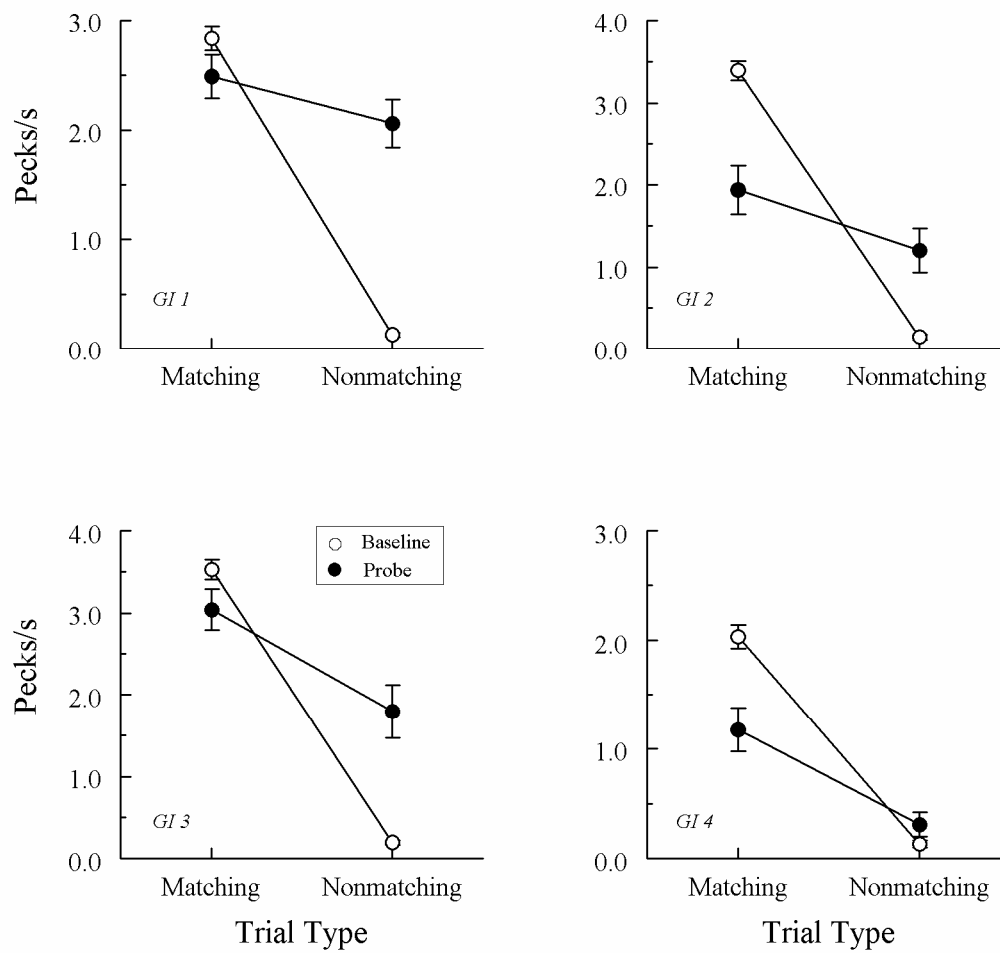 Pecks/s
3.0
2.0
1.0
0.0
GI 1
Matching Nonmatching
4.0
3.0
2.0
1.0
0.0
GI 2
Matching Nonmatching
Pecks/s
4.0
3.0
2.0
1.0
0.0
Baseline
Probe
GI 3
Matching Nonmatching
Trial Type
3.0
2.0
1.0
0.0
GI 4
Matching Nonmatching
Trial Type